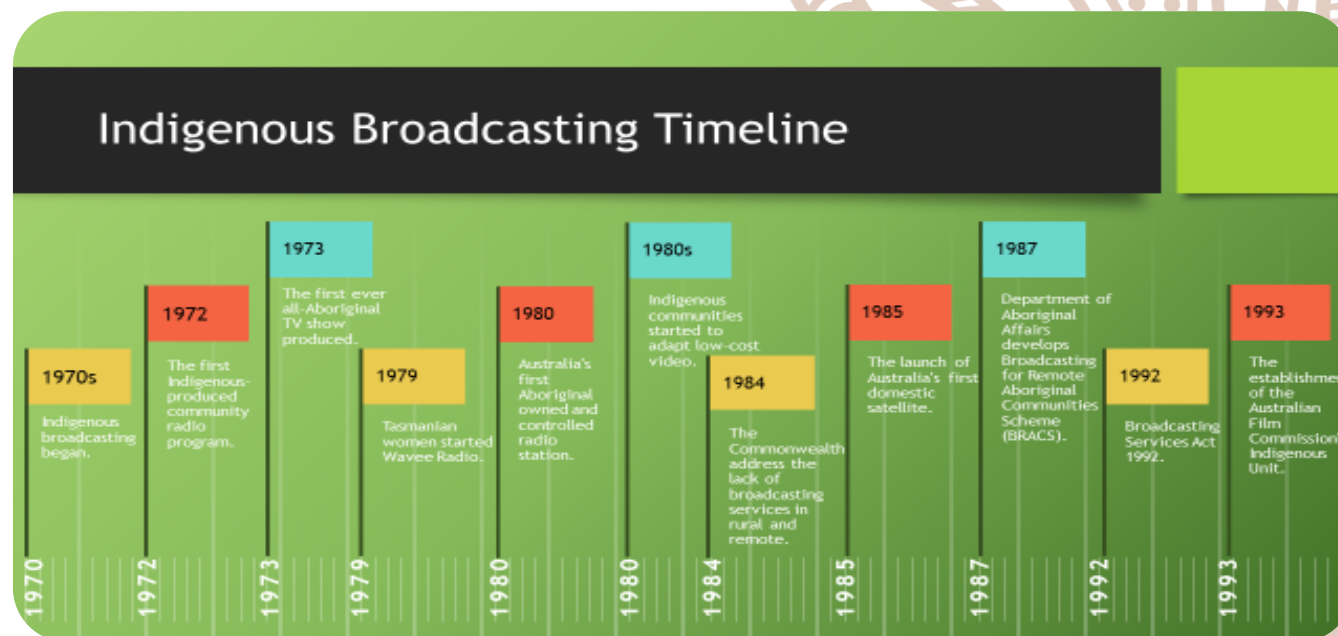 Indigenous Broadcasting Timeline
1970s
Indigenous
broadcasting
began.
1972
The first
Indigenous-
produced
community
radio
program.
1973
The first ever
all-Aboriginal
TV show
produced.
1979
Tasmanian
women started
Wavee Radio.
1980
Australia's
first
Aboriginal
owned and
controlled
radio
station.
1980s
Indigenous
communities
started to
adapt low-cost
video.
1984
The
Commonwealth
address the
lack of
broadcasting
services in
rural and
remote.
1985
The launch of
Australia's first
domestic
satellite.
1987
Department of
Aboriginal
Affairs
develops
Broadcasting
for Remote
Aboriginal
Communities
Scheme
(BRACS).
1992
Broadcasting
Services Act
1992.
1993
The
establishme
of the
Australian
Film
Commission
Indigenous
Unit.
1970
1972
1973
1979
1980
1980
1984
1985
1987
1992
1993